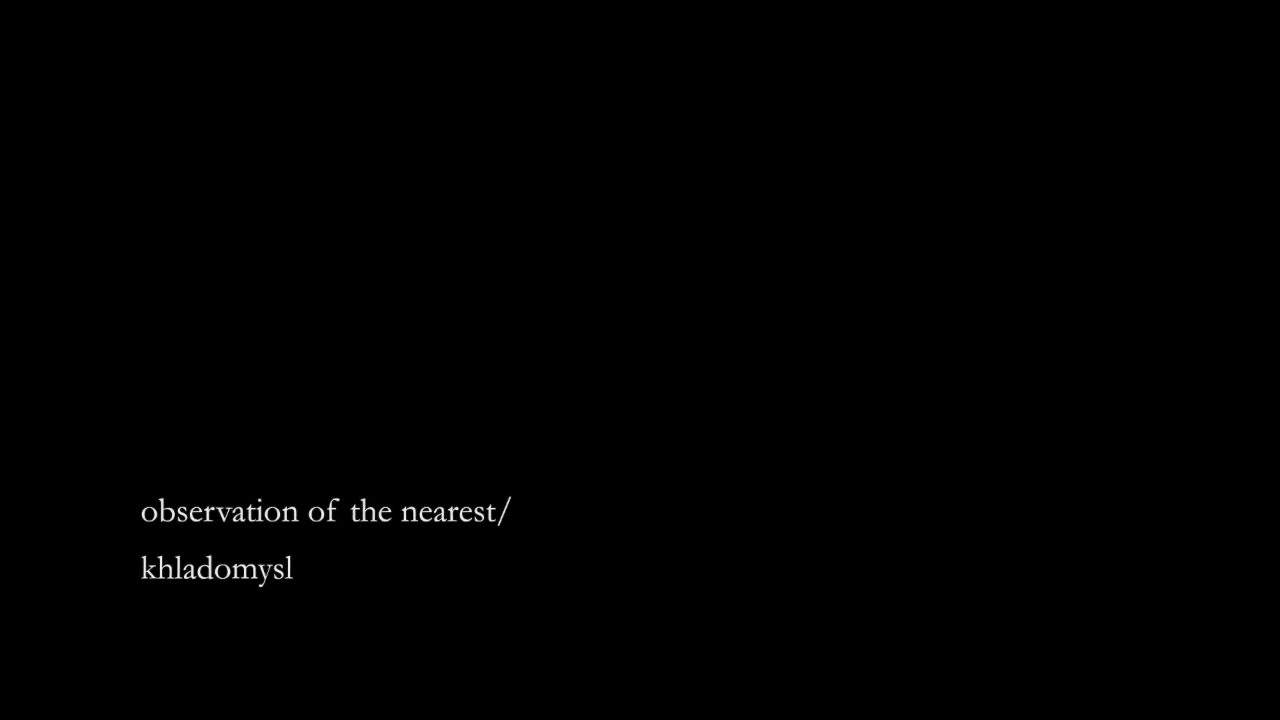 observation of the nearest/
khladomysl